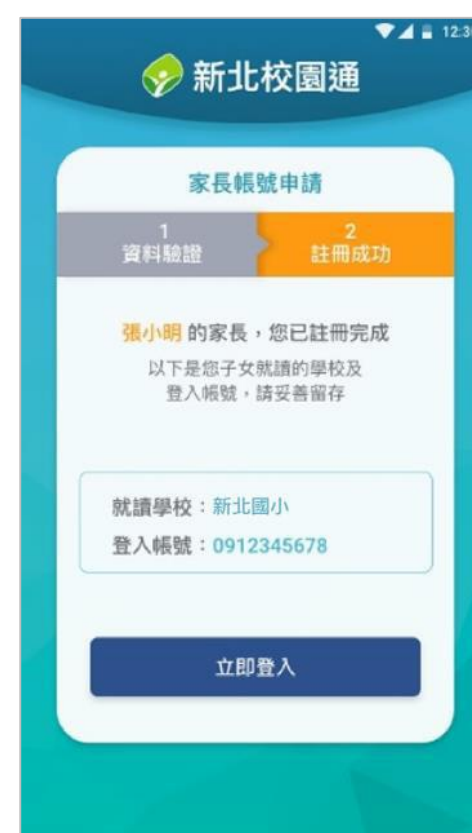 12:30
新北校園通
家長帳號申請
1
資料驗證
2
註冊成功
張小明 的家長，您已註冊完成
以下是您子女就讀的學校及
登入帳號，請妥善留存
就讀學校：新北國小
登入帳號：0912345678
立即登入